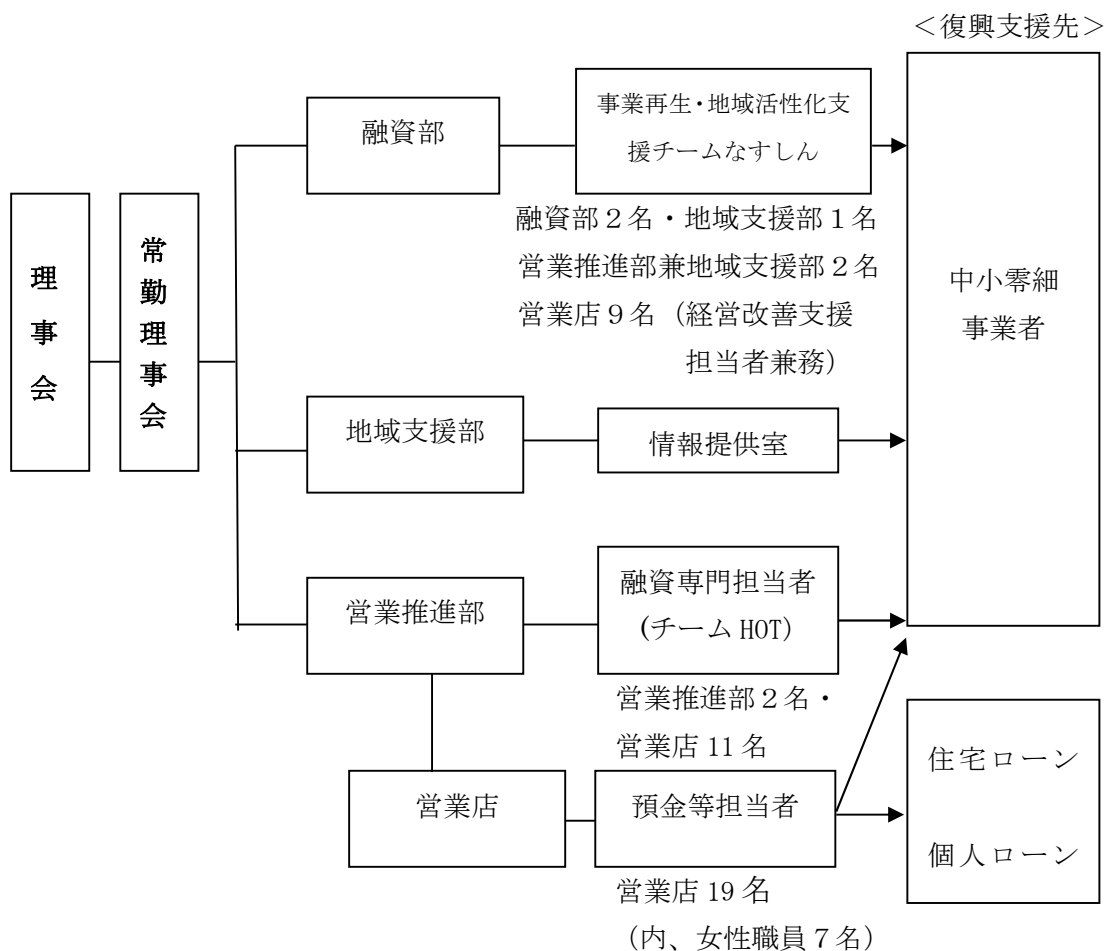 <復興支援先>
理事会
常勤理事会
融資部
事業再生・地域活性化支
援チームなすしん
融資部2名・地域支援部1名
営業推進部兼地域支援部2名
営業店9名（経営改善支援
担当者兼務）
中小零細
事業者
地域支援部
情報提供室
営業推進部
融資専門担当者
(チーム HOT)
営業推進部2名・
営業店 11 名
営業店
預金等担当者
営業店 19 名
（内、女性職員7名）
住宅ローン
個人ローン